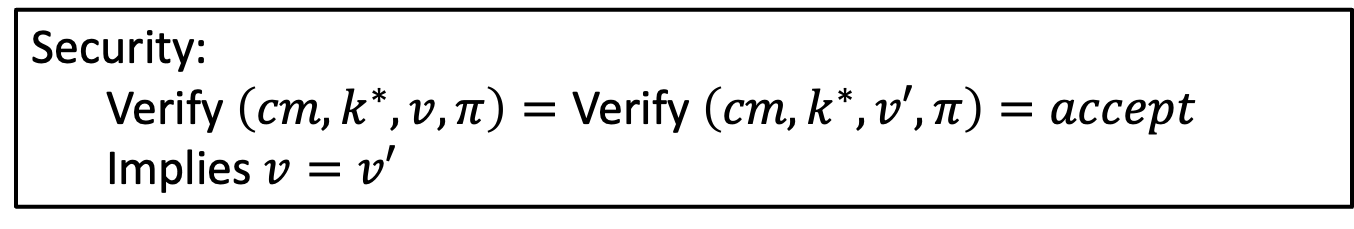 Security:
Verify (cm, k*, v, π) = Verify (cm, k*, v′, π) = accept
Implies v = v′